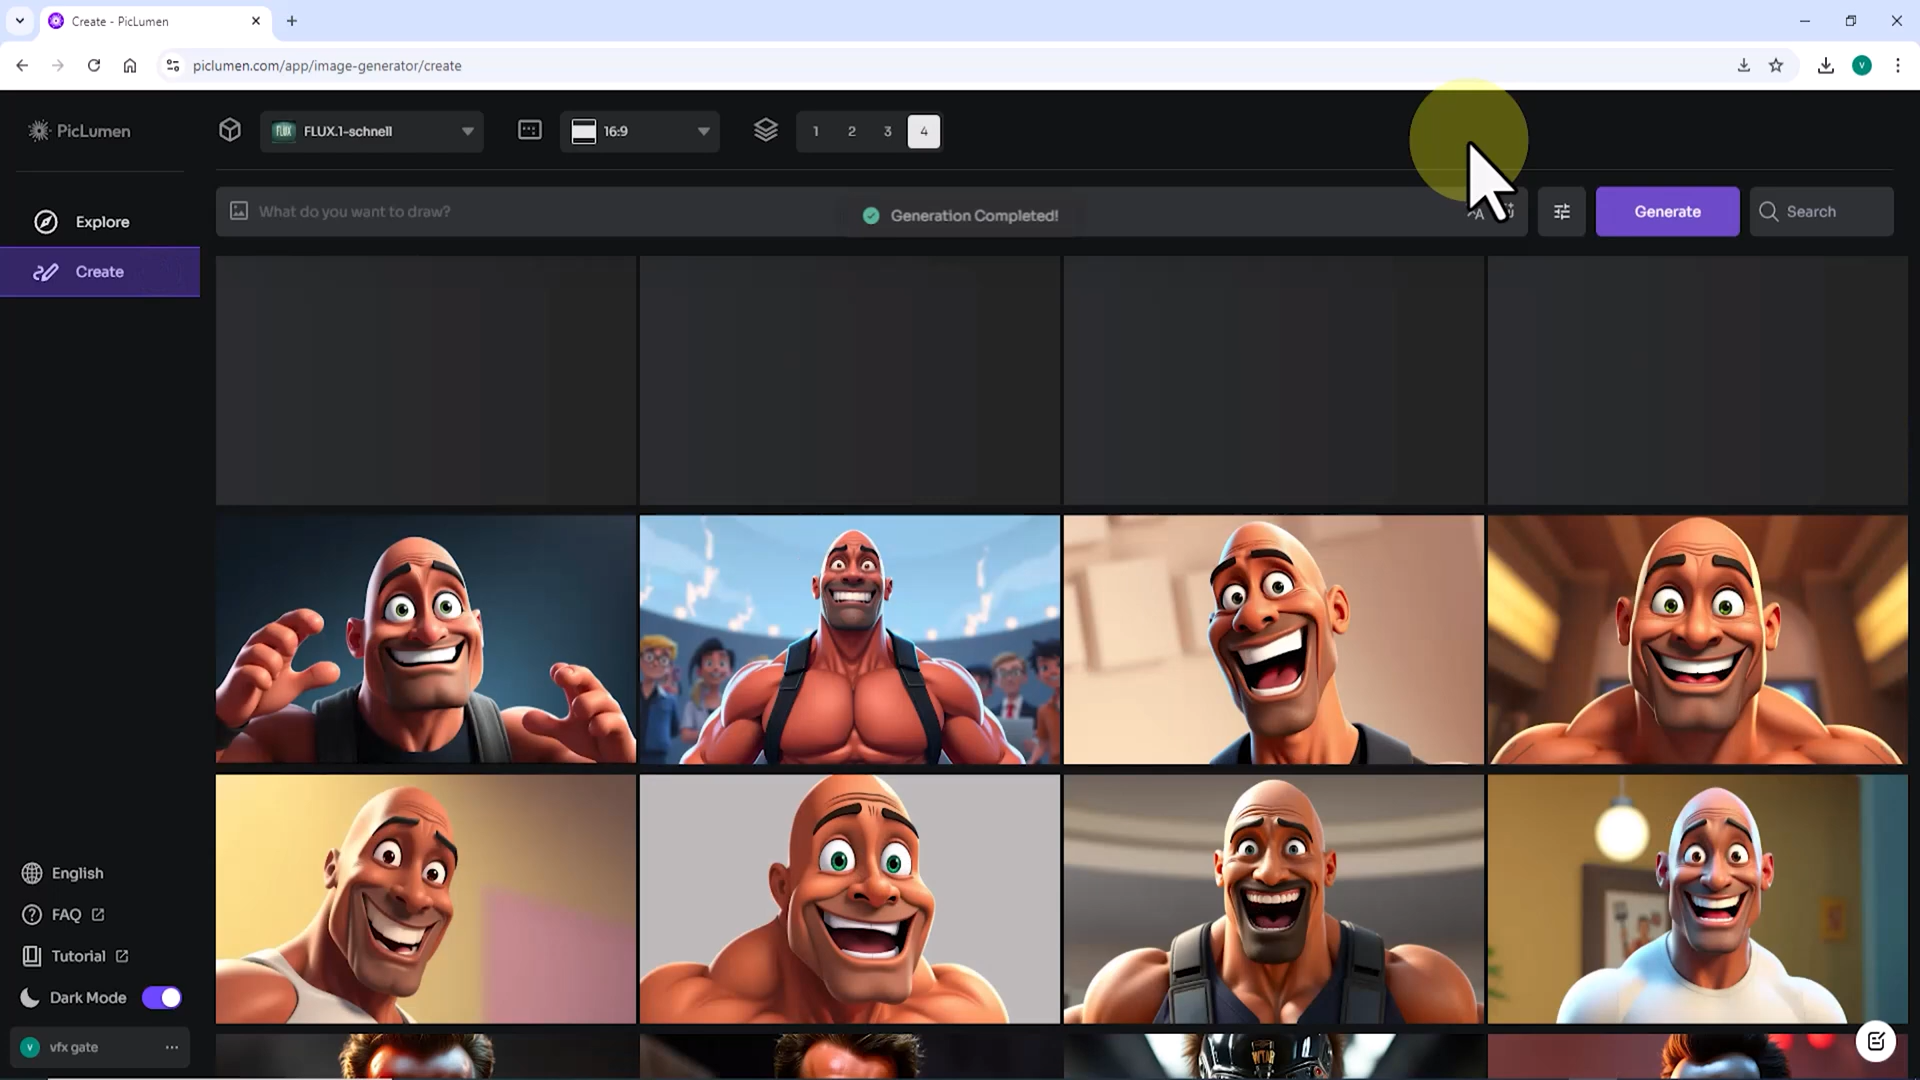 Create - PicLumen
piclumen.com/app/image-generator/create
V
PicLumen
FLUX
FLUX.1-schnell
16:9
1 2 3 4
Explore
Create
What do you want to draw?
Generation Completed!
Generate
Search
English
FAQ
Tutorial
Dark Mode
V
vfx gate